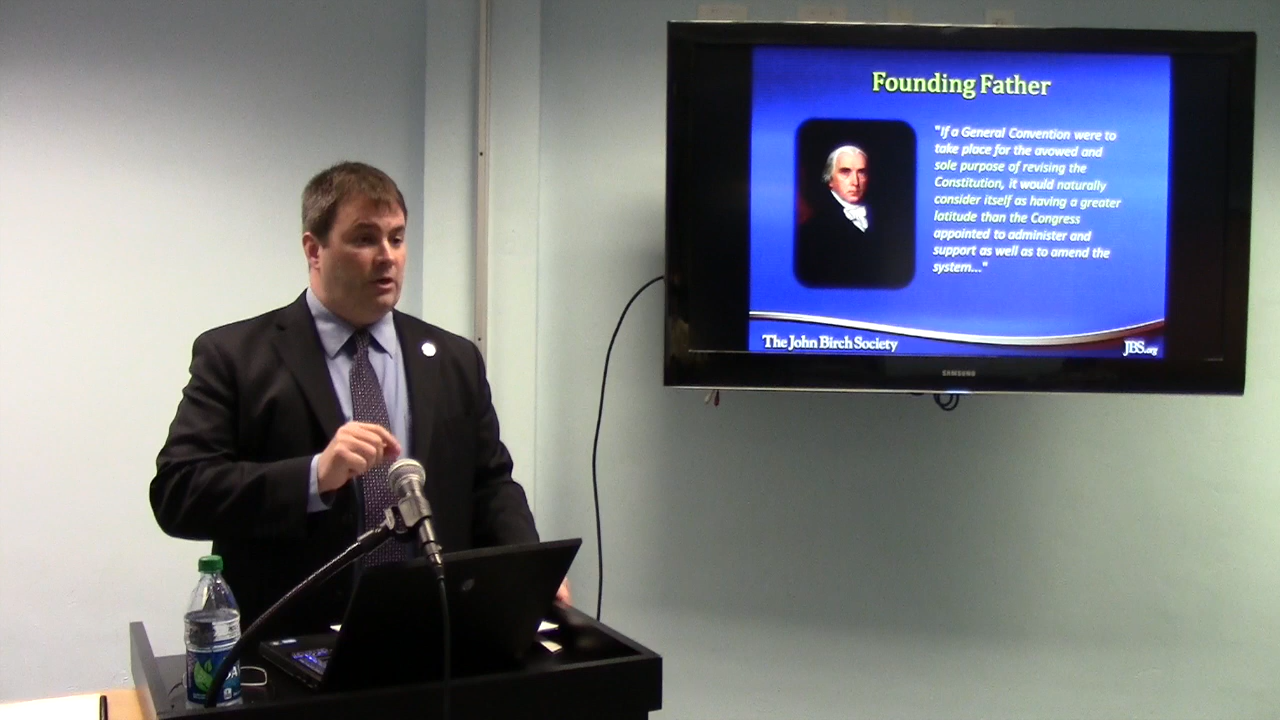 Founding Father
"If a General Convention were to
take place for the avowed and
sole purpose of revising the
Constitution, it would naturally
consider itself as having a greater
latitude than the Congress
appointed to administer and
support as well as to amend the
system..."
The John Birch Society
JBS.org
SAMSUNG